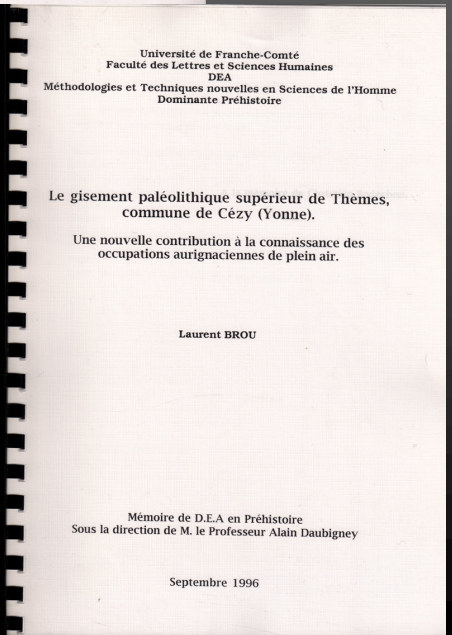 Université de Franche-Comté
Faculté des Lettres et Sciences Humaines
DEA
Méthodologies et Techniques nouvelles en Sciences de l'Homme
Dominante Préhistoire
Le gisement paléolithique supérieur de Thèmes,
commune de Cézy (Yonne).
Une nouvelle contribution à la connaissance des
occupations aurignaciennes de plein air.
Laurent BROU
Mémoire de D.E.A en Préhistoire
Sous la direction de M. le Professeur Alain Daubigney
Septembre 1996